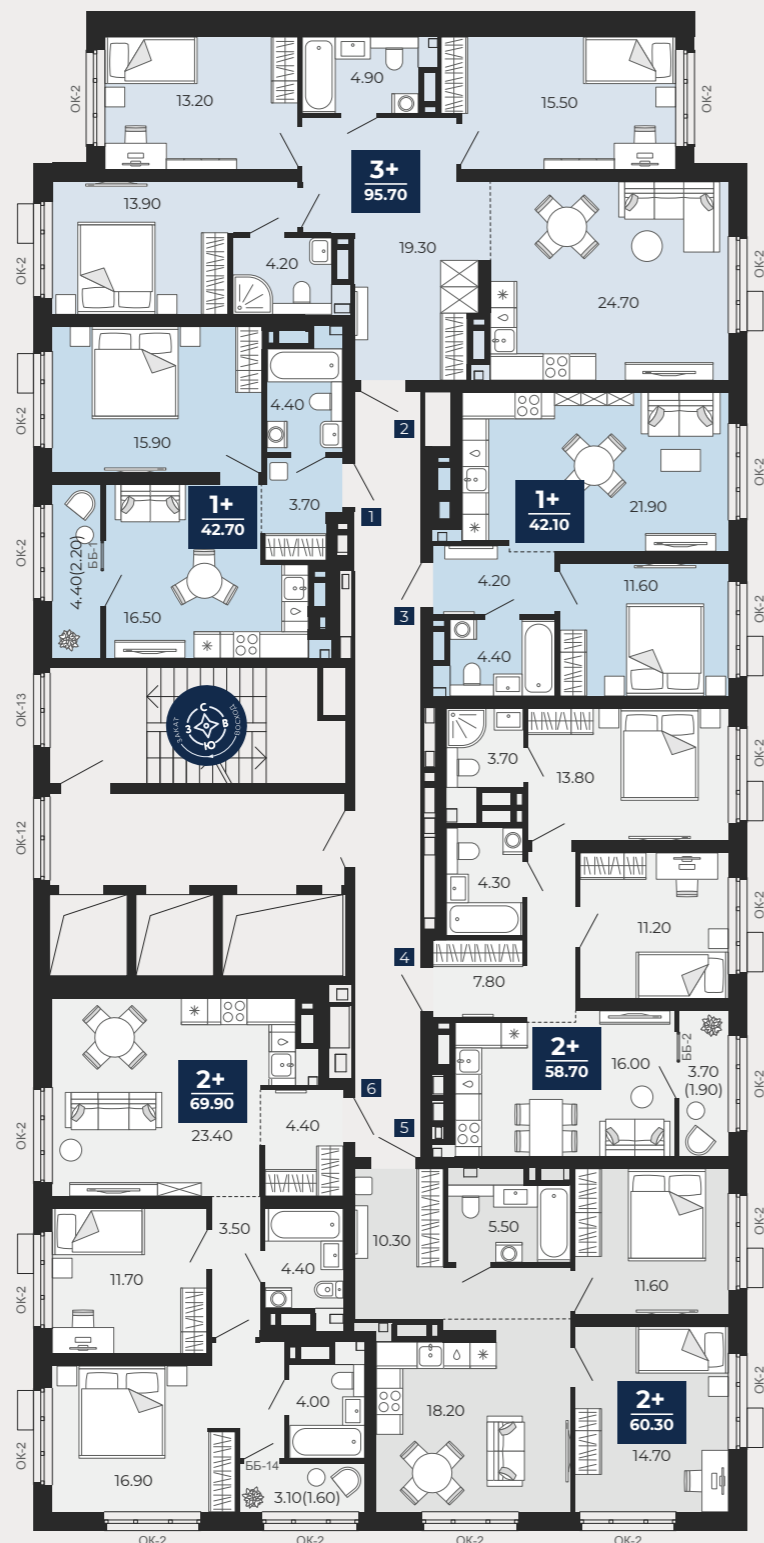 ОК-2
13.20
4.90
15.50
ОК-2
3+
95.70
ОК-2
13.90
4.20
19.30
24.70
ОК-2
ОК-2
15.90
4.40
2
3.70
1
1+
42.70
1+
42.10
21.90
ОК-2
ОК-2
4.40(2.20)
ББ-1
16.50
3
4.20
11.60
4.40
ОК-2
ОК-13
С
В
Ю
З
ЗАКАТ
ВОСХОД
3.70
13.80
ОК-2
ОК-12
4.30
11.20
ОК-2
4
7.80
2+
69.90
23.40
ОК-2
4.40
6
5
2+
58.70
16.00
ББ-2
3.70
(1.90)
ОК-2
3.50
11.70
ОК-2
4.40
10.30
5.50
11.60
ОК-2
4.00
16.90
ОК-2
ББ-14
3.10(1.60)
18.20
2+
60.30
14.70
ОК-2
ОК-2
ОК-2
ОК-2
ОК-2